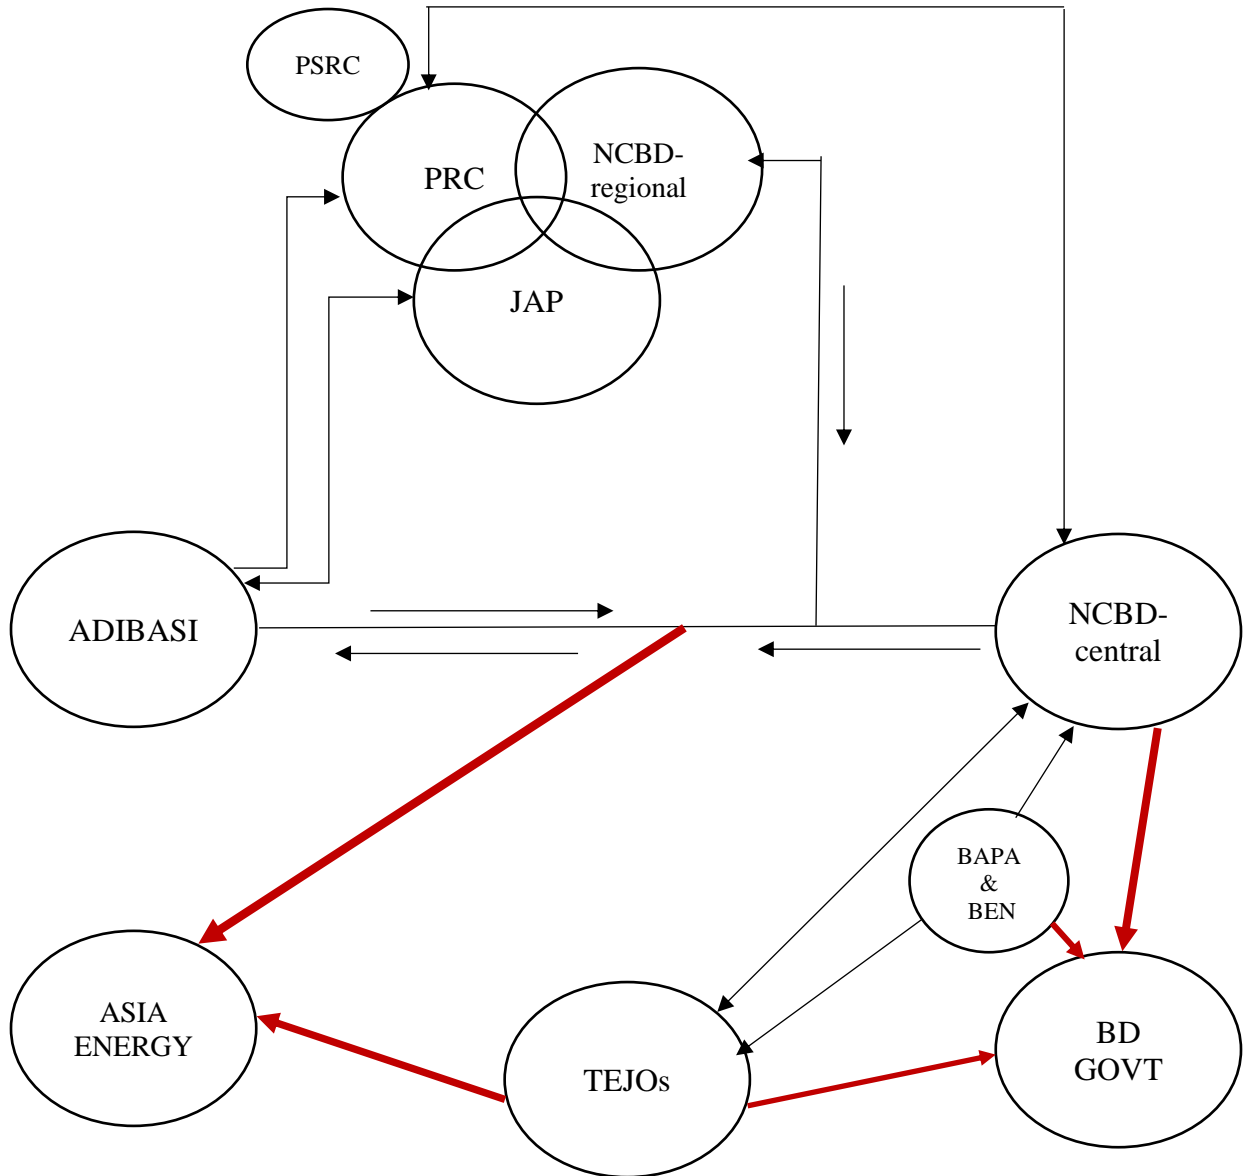 PSRC
PRC
NCBD-
regional
JAP
ADIBASI
NCBD-
central
BAPA
&
BEN
ASIA
ENERGY
TEJOs
BD
GOVT